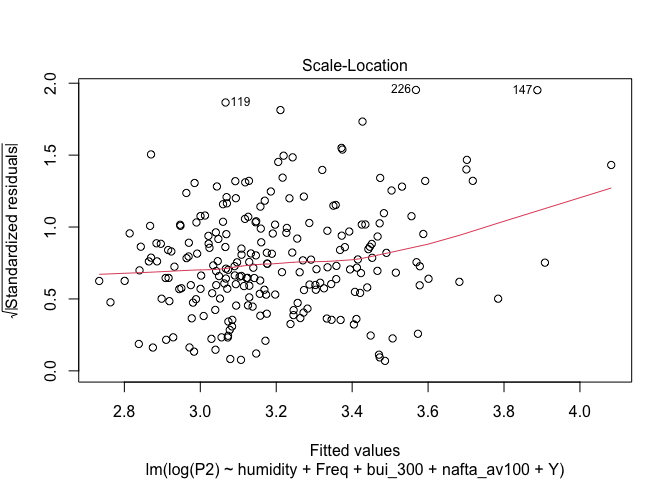 Scale-Location
√|Standardized residuals|
2.0
1.5
1.0
0.5
0.0
119
226
147
2.8 3.0 3.2 3.4 3.6 3.8 4.0
Fitted values
lm(log(P2) ~ humidity + Freq + bui_300 + nafta_av100 + Y)